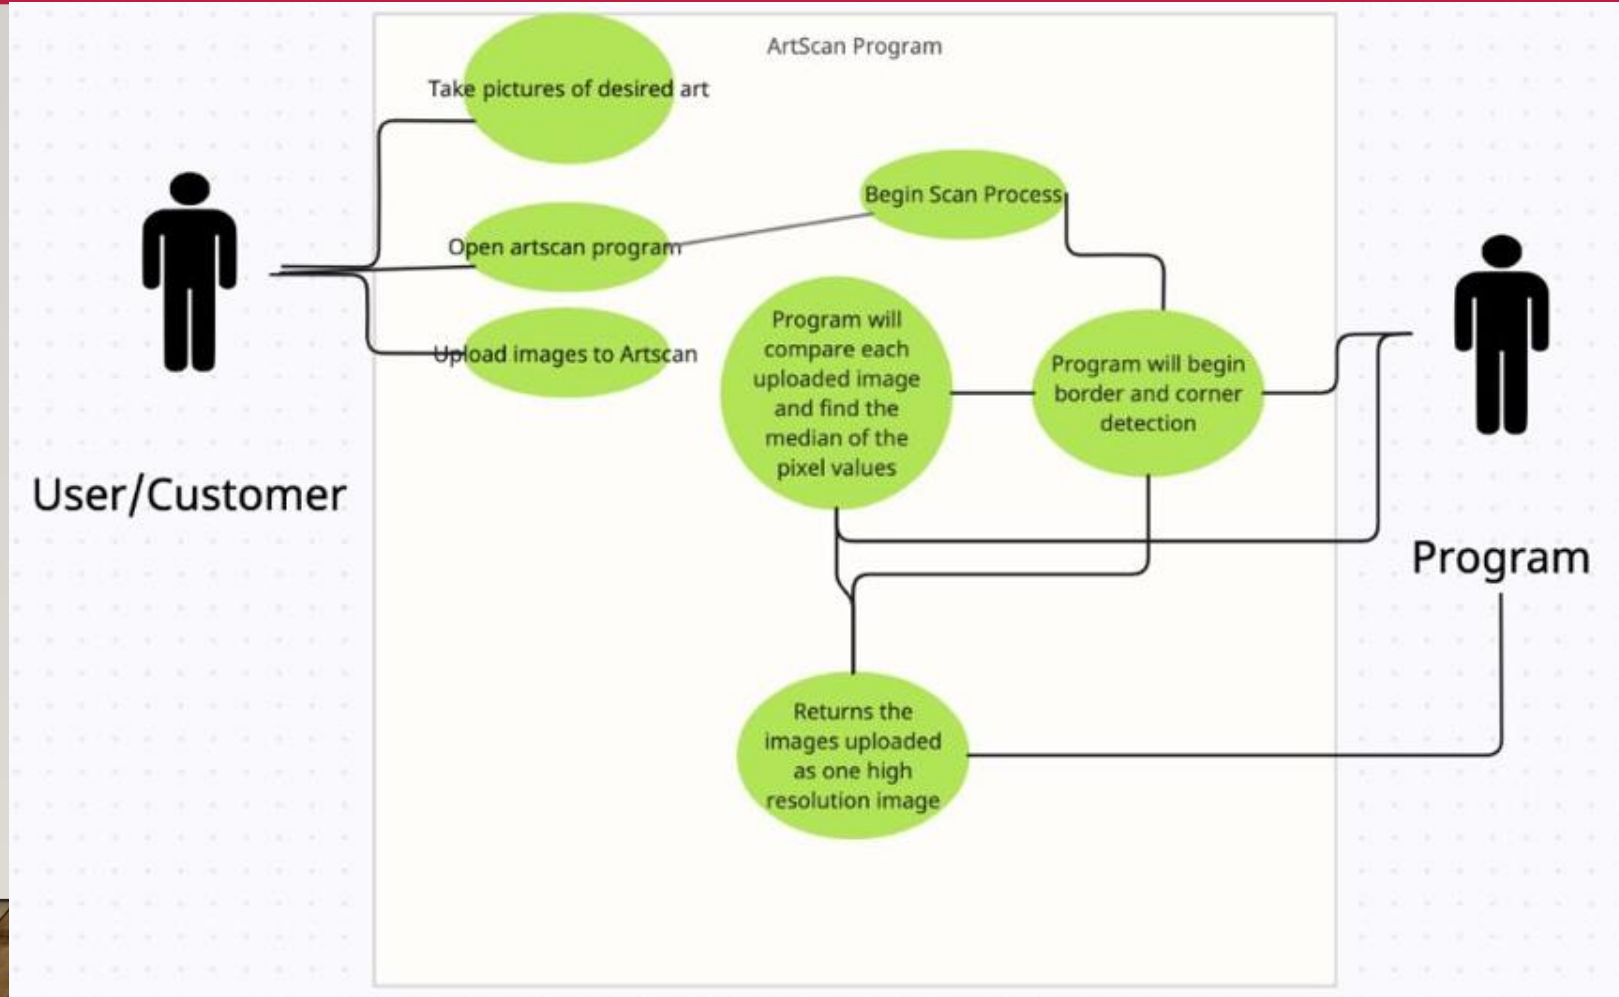 ArtScan Program
Take pictures of desired art
Begin Scan Process
Open artscan program
Upload images to Artscan
Program will
compare each
uploaded image
and find the
median of the
pixel values
Program will begin
border and corner
detection
User/Customer
Program
Returns the
images uploaded
as one high
resolution image